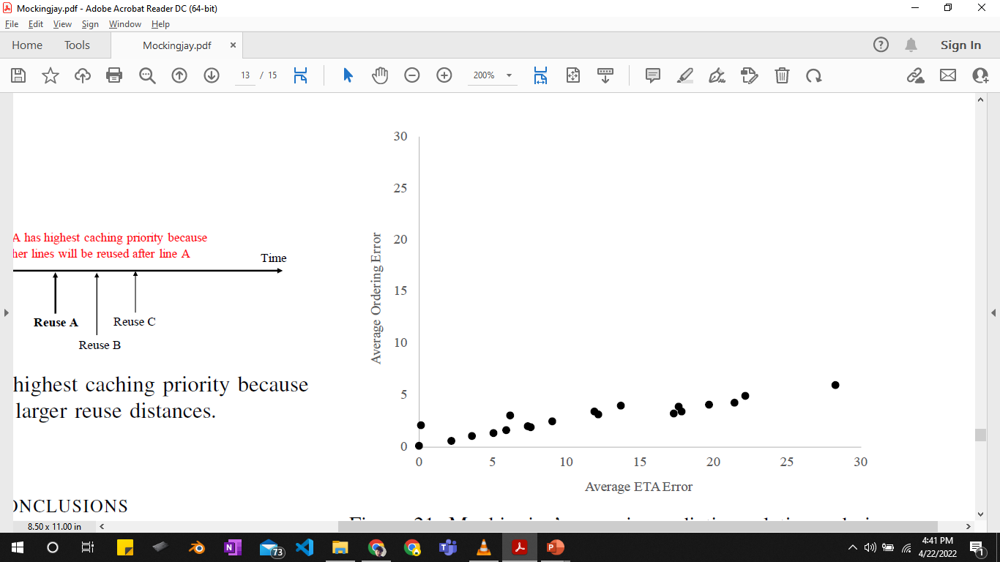 Mockingjay.pdf - Adobe Acrobat Reader DC (64-bit)
File Edit View Sign Window Help
Home Tools Mockingjay.pdf × Sign In
13 / 15 200%
A has highest caching priority because
her lines will be reused after line A
Time
Reuse A
Reuse C
Reuse B
highest caching priority because
larger reuse distances.
ONCLUSIONS
30
25
20
15
10
5
0
Average Ordering Error
0 5 10 15 20 25 30
Average ETA Error
8.50 x 11.00 in
73
4:41 PM
4/22/2022
1